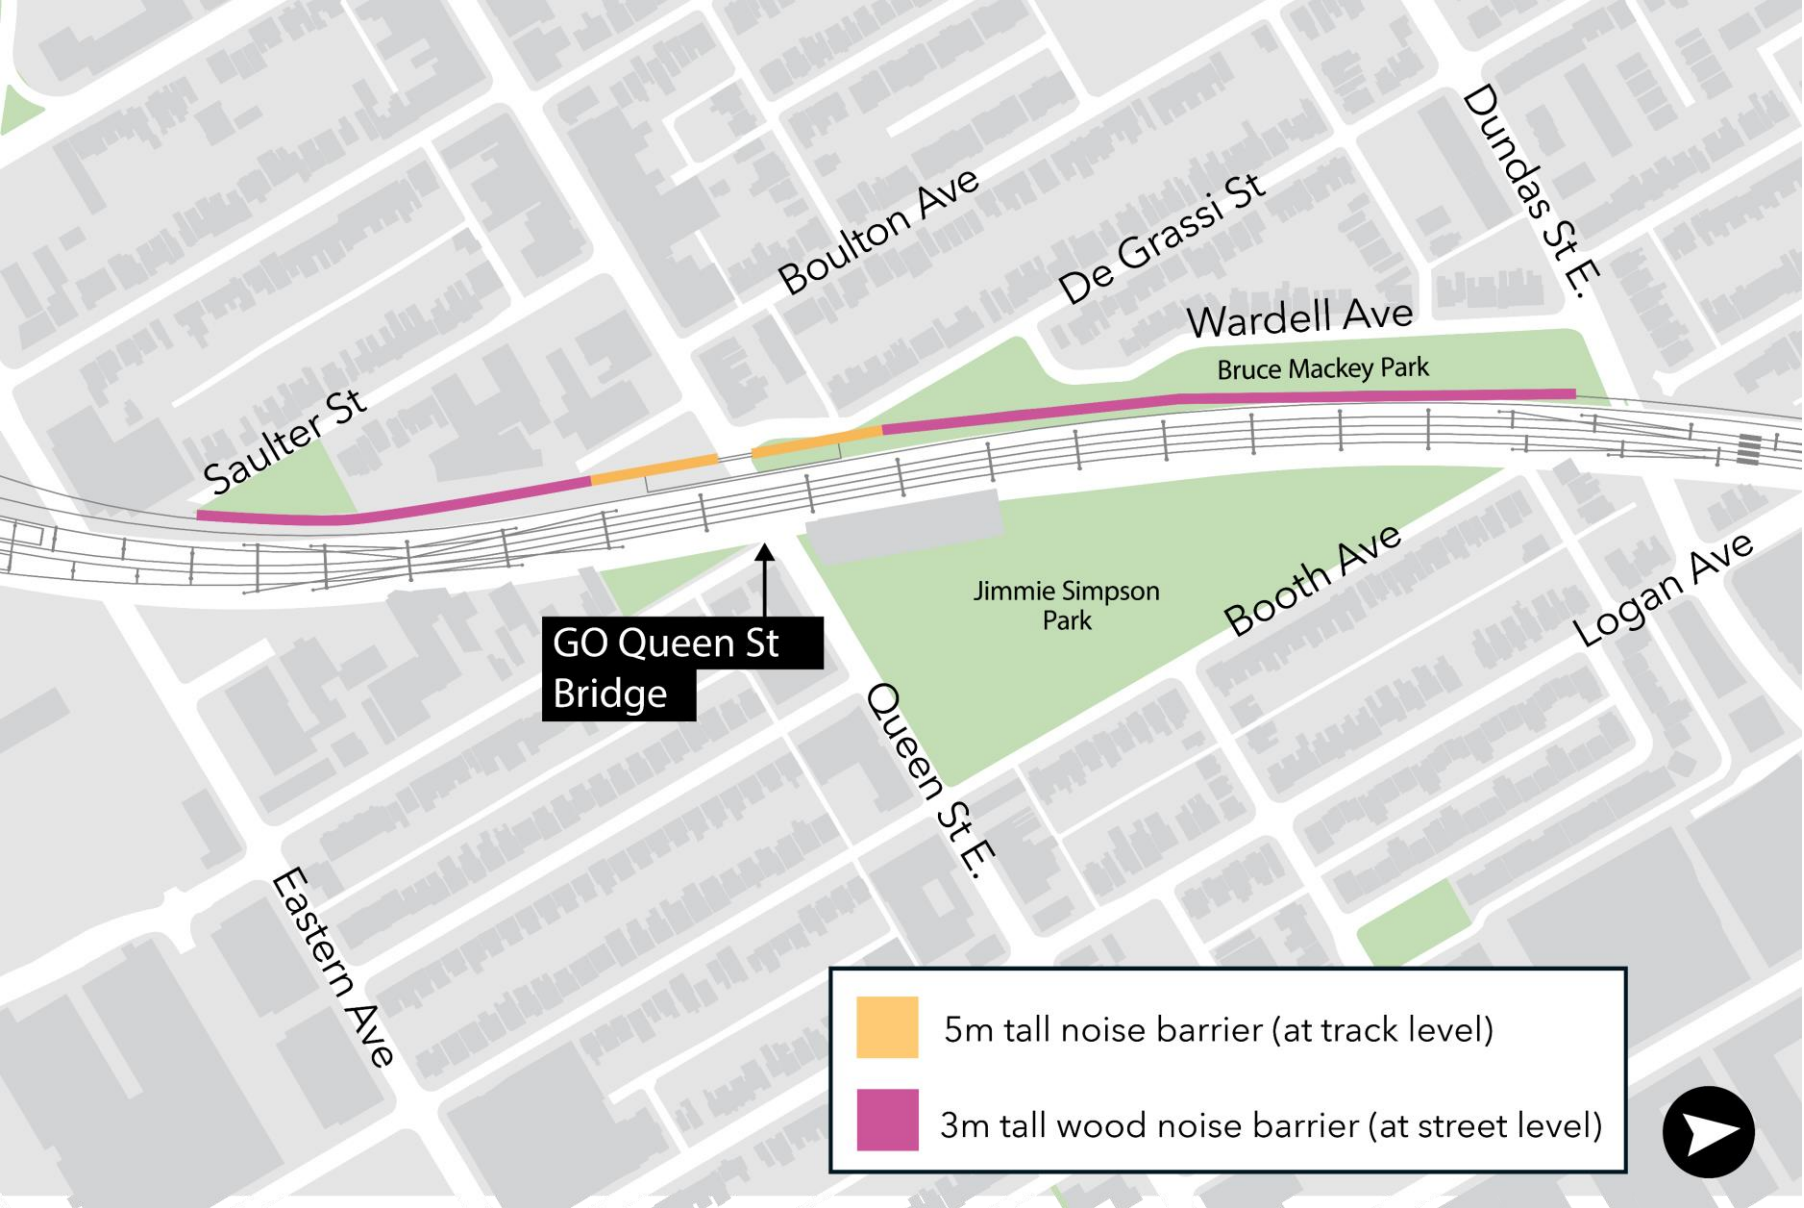 Dundas St E.
Boulton Ave
De Grassi St
Wardell Ave
Bruce Mackey Park
Saulter St
Jimmie Simpson
Park
Booth Ave
Logan Ave
GO Queen St
Bridge
Queen St E.
Eastern Ave
5m tall noise barrier (at track level)
3m tall wood noise barrier (at street level)